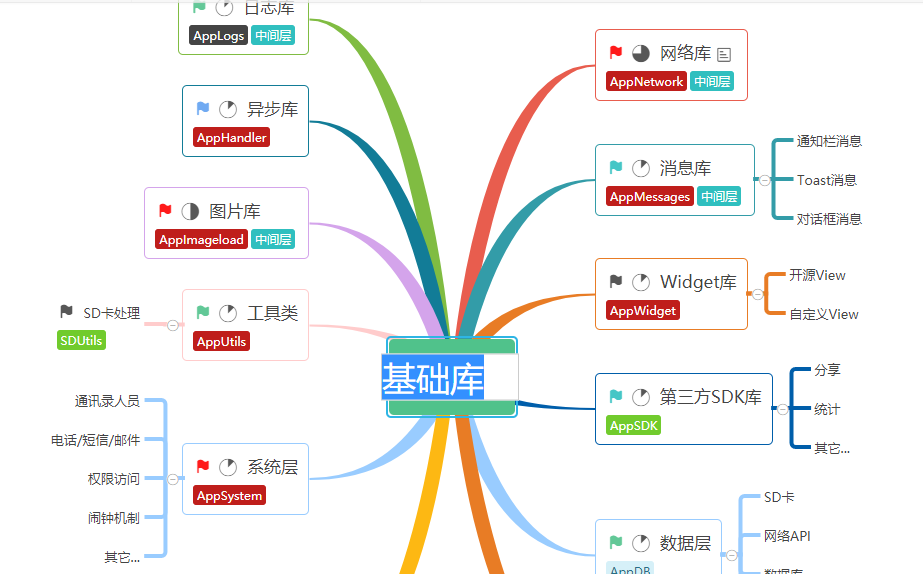 日志库
AppLogs 中间层
异步库
AppHandler
图片库
AppImageload 中间层
SD卡处理
SDUtils
工具类
AppUtils
通讯录人员
电话/短信/邮件
权限访问
闹钟机制
其它...
系统层
AppSystem
基础库
网络库
AppNetwork 中间层
消息库
AppMessages 中间层
通知栏消息
Toast消息
对话框消息
Widget库
AppWidget
开源View
自定义View
第三方SDK库
AppSDK
分享
统计
其它...
数据层
AppDB
SD卡
网络API
数据库